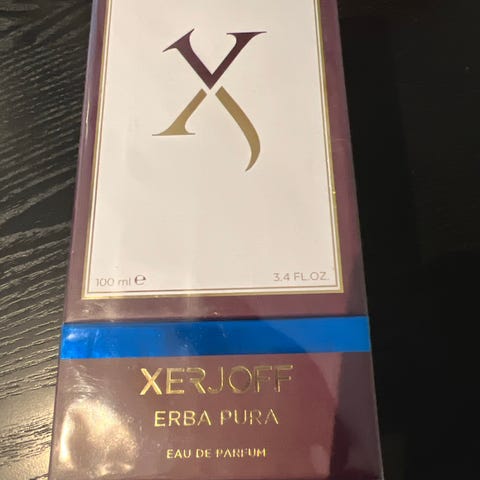 X
100 ml ℮
3.4 FL.OZ.
XERJOFF
ERBA PURA
EAU DE PARFUM